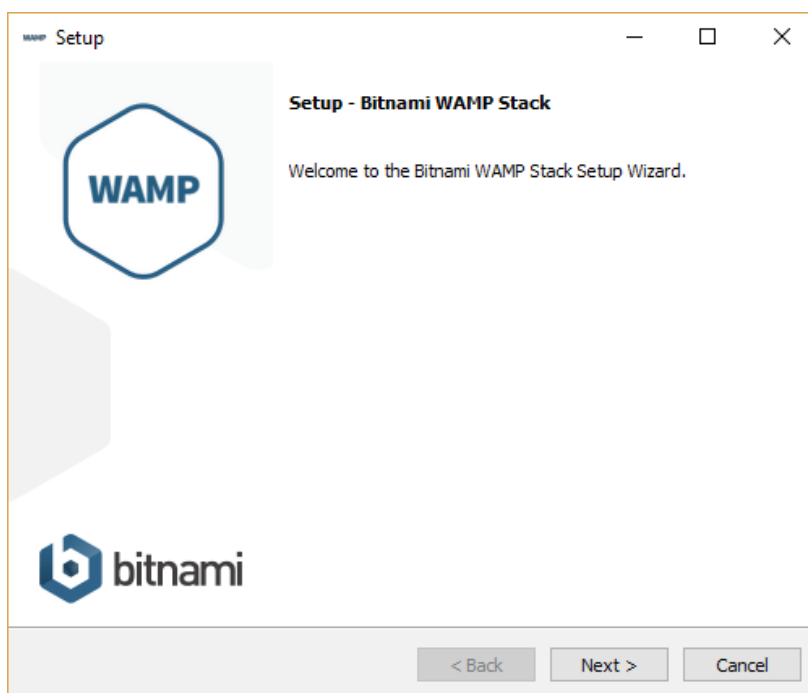 WAMP Setup
Setup - Bitnami WAMP Stack
WAMP
Welcome to the Bitnami WAMP Stack Setup Wizard.
bitnami
< Back
Next >
Cancel